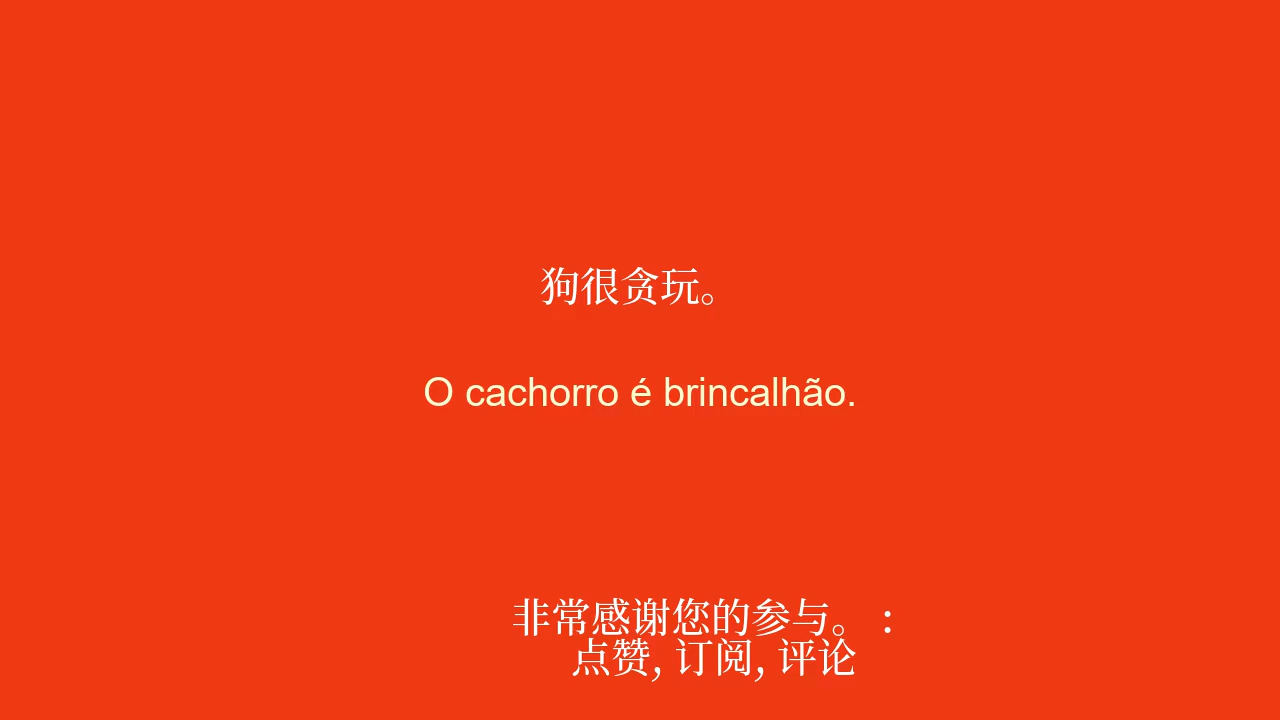 狗很贪玩。
O cachorro é brincalhão.
非常感谢您的参与。 :
点赞, 订阅, 评论